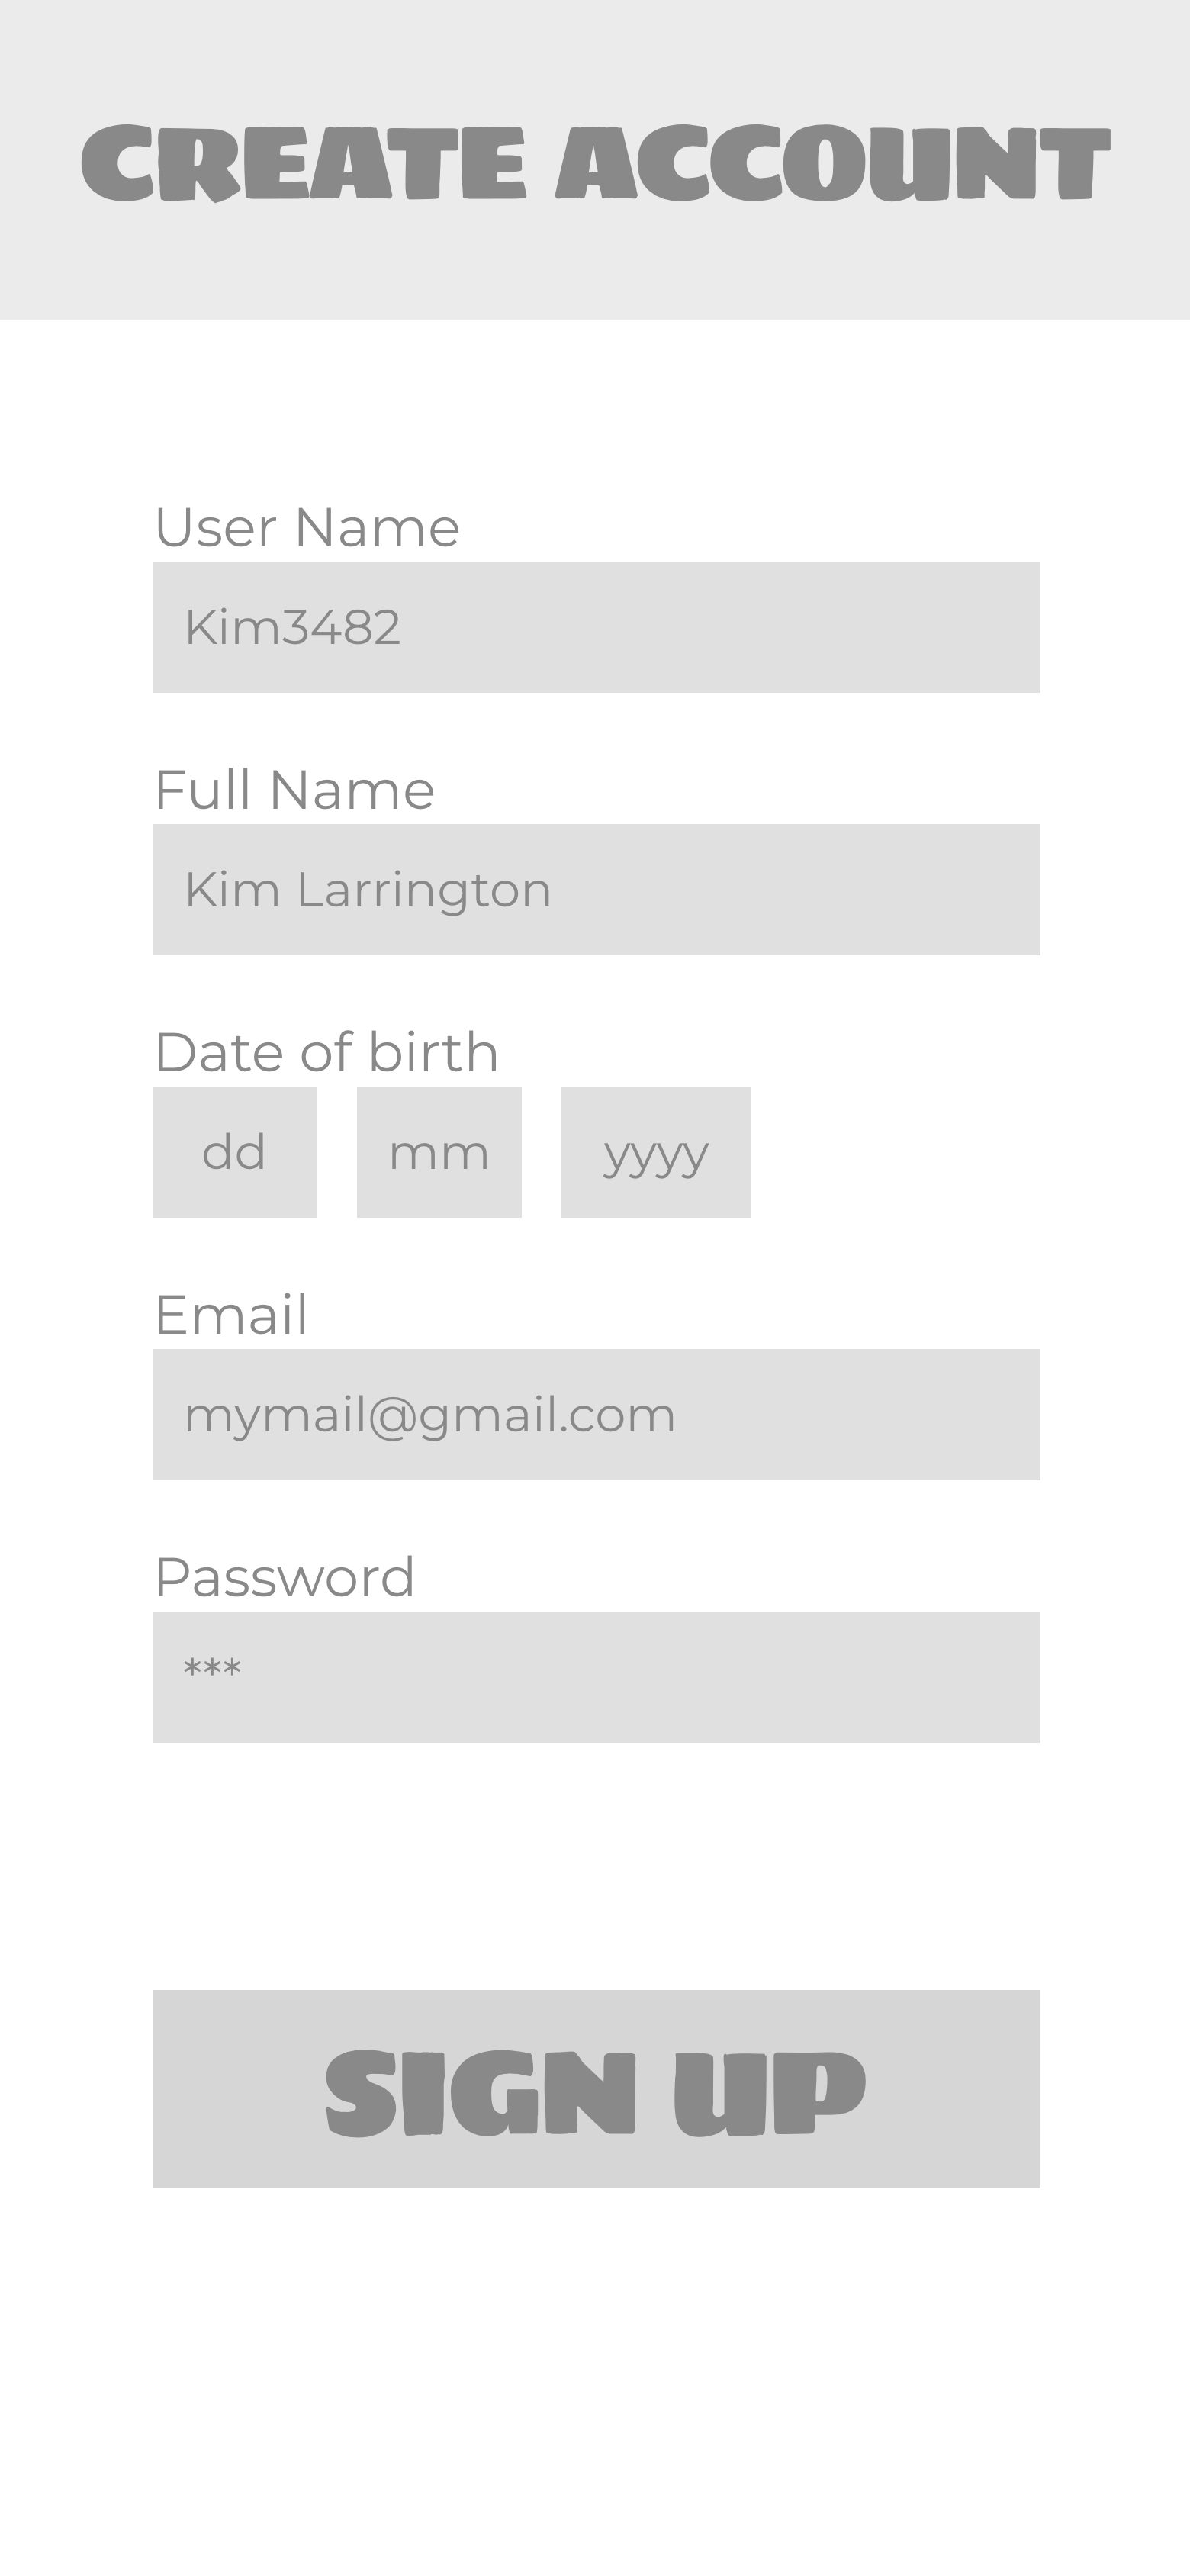 CREATE ACCOUNT
User Name
Kim3482
Full Name
Kim Larrington
Date of birth
dd mm yyyy
Email
mymail@gmail.com
Password
***
SIGN UP